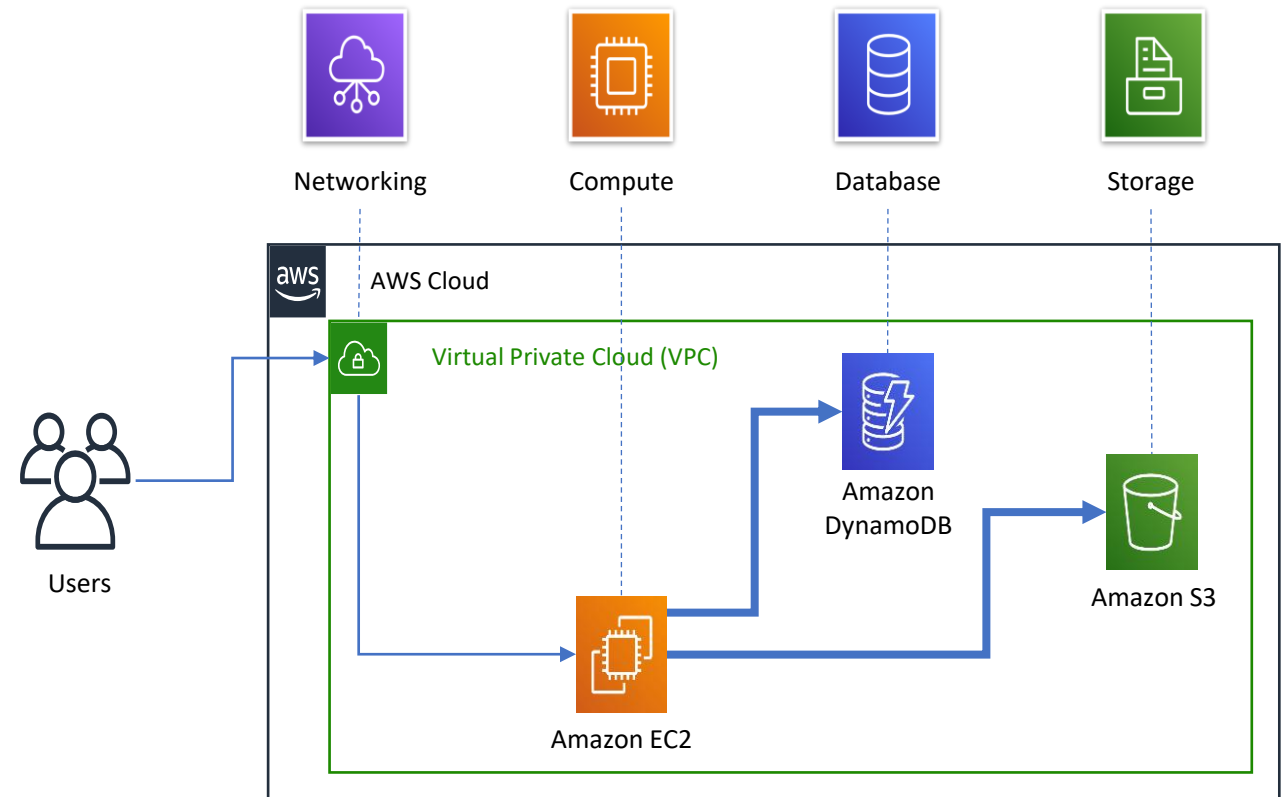 Networking
Compute
Database
Storage
aws
AWS Cloud
Virtual Private Cloud (VPC)
Amazon
DynamoDB
Users
Amazon S3
Amazon EC2